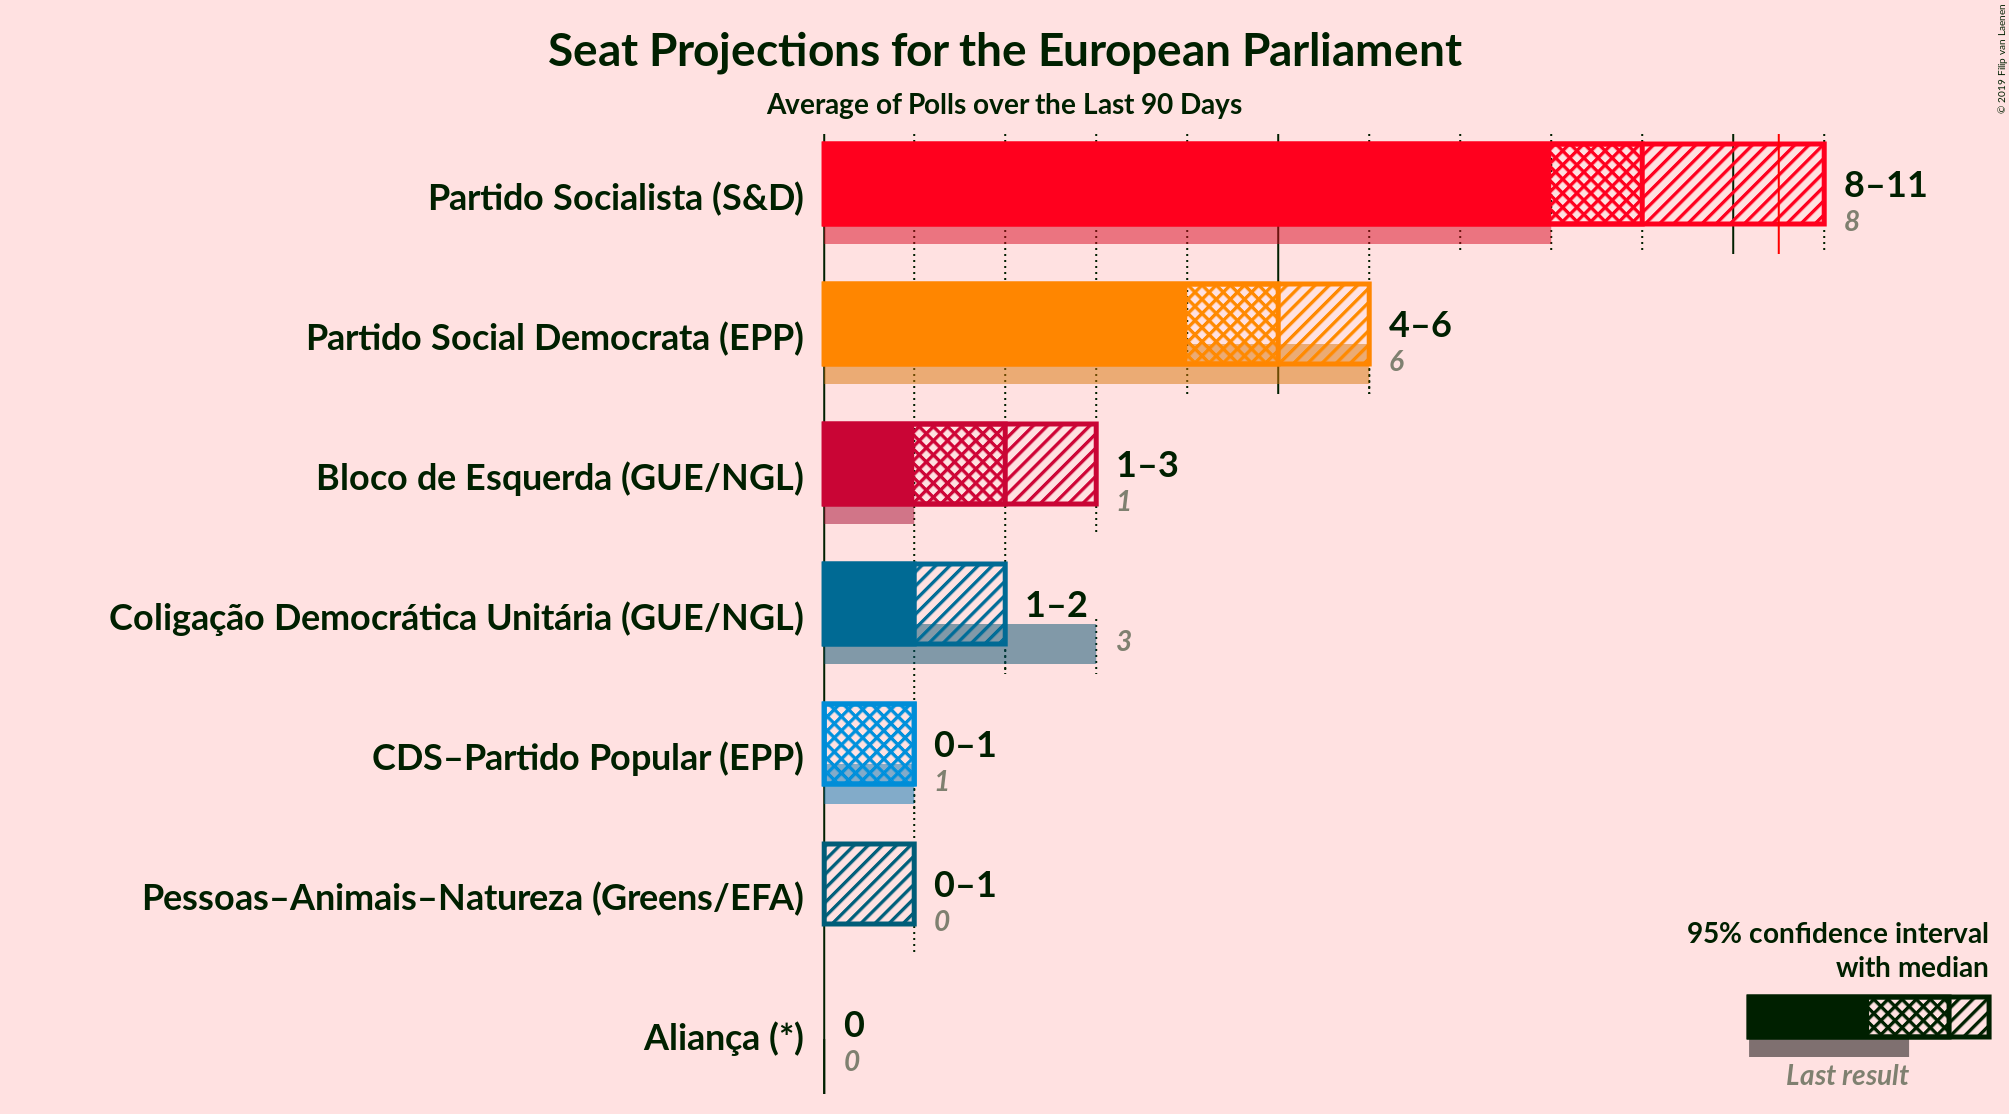 Seat Projections for the European Parliament
Average of Polls over the Last 90 Days
© 2019 Filip van Laenen
Partido Socialista (S&D)
8–11
8
Partido Social Democrata (EPP)
4–6
6
Bloco de Esquerda (GUE/NGL)
1–3
1
Coligação Democrática Unitária (GUE/NGL)
1–2
3
CDS–Partido Popular (EPP)
0–1
1
Pessoas–Animais–Natureza (Greens/EFA)
0–1
0
Aliança (*)
0
0
95% confidence interval
with median
Last result